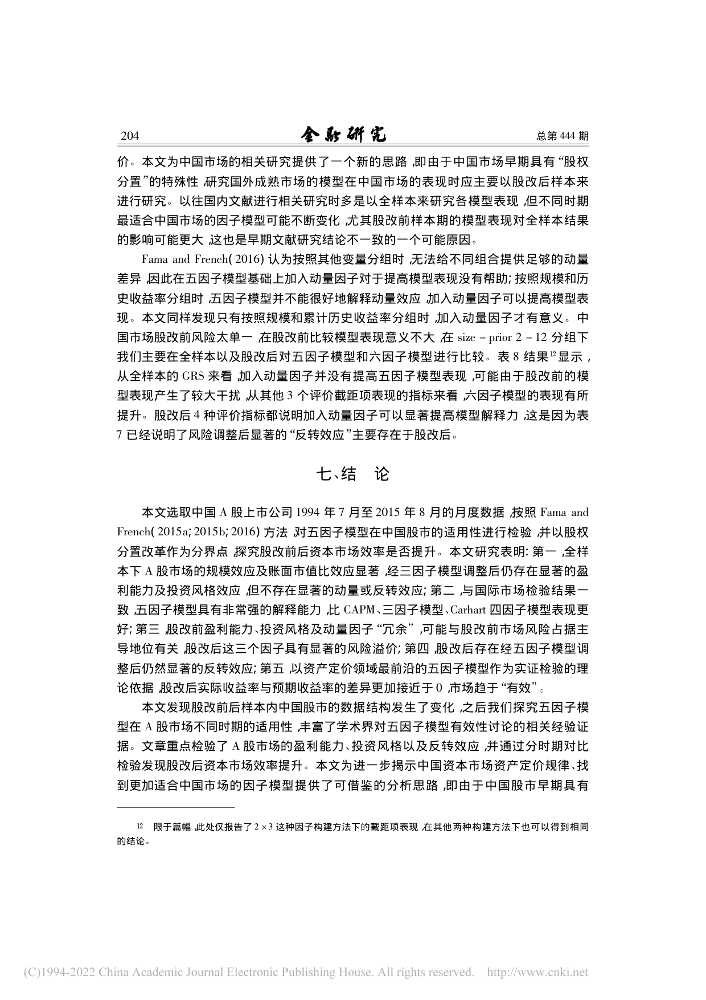 204
金融研究
总第 444 期
价。本文为中国市场的相关研究提供了一个新的思路,即由于中国市场早期具有“股权
分置”的特殊性,研究国外成熟市场的模型在中国市场的表现时应主要以股改后样本来
进行研究。以往国内文献进行相关研究时多是以全样本来研究各模型表现,但不同时期
最适合中国市场的因子模型可能不断变化,尤其股改前样本期的模型表现对全样本结果
的影响可能更大,这也是早期文献研究结论不一致的一个可能原因。
Fama and French(2016)认为按照其他变量分组时,无法给不同组合提供足够的动量
差异,因此在五因子模型基础上加入动量因子对于提高模型表现没有帮助;按照规模和历
史收益率分组时,五因子模型并不能很好地解释动量效应,加入动量因子可以提高模型表
现。本文同样发现只有按照规模和累计历史收益率分组时,加入动量因子才有意义。中
国市场股改前风险太单一,在股改前比较模型表现意义不大,在 size – prior 2 – 12 分组下
我们主要在全样本以及股改后对五因子模型和六因子模型进行比较。表 8 结果12显示,
从全样本的 GRS 来看,加入动量因子并没有提高五因子模型表现,可能由于股改前的模
型表现产生了较大干扰,从其他 3 个评价截距项表现的指标来看,六因子模型的表现有所
提升。股改后 4 种评价指标都说明加入动量因子可以显著提高模型解释力,这是因为表
7 已经说明了风险调整后显著的“反转效应”主要存在于股改后。
七、结 论
本文选取中国 A 股上市公司 1994 年 7 月至 2015 年 8 月的月度数据,按照 Fama and
French(2015a;2015b;2016)方法,对五因子模型在中国股市的适用性进行检验,并以股权
分置改革作为分界点,探究股改前后资本市场效率是否提升。本文研究表明:第一,全样
本下 A 股市场的规模效应及账面市值比效应显著,经三因子模型调整后仍存在显著的盈
利能力及投资风格效应,但不存在显著的动量或反转效应;第二,与国际市场检验结果一
致,五因子模型具有非常强的解释能力,比 CAPM、三因子模型、Carhart 四因子模型表现更
好;第三,股改前盈利能力、投资风格及动量因子“冗余”,可能与股改前市场风险占据主
导地位有关,股改后这三个因子具有显著的风险溢价;第四,股改后存在经五因子模型调
整后仍然显著的反转效应;第五,以资产定价领域最前沿的五因子模型作为实证检验的理
论依据,股改后实际收益率与预期收益率的差异更加接近于 0,市场趋于“有效”。
本文发现股改前后样本内中国股市的数据结构发生了变化,之后我们探究五因子模
型在 A 股市场不同时期的适用性,丰富了学术界对五因子模型有效性讨论的相关经验证
据。文章重点检验了 A 股市场的盈利能力、投资风格以及反转效应,并通过分时期对比
检验发现股改后资本市场效率提升。本文为进一步揭示中国资本市场资产定价规律、找
到更加适合中国市场的因子模型提供了可借鉴的分析思路,即由于中国股市早期具有
12 限于篇幅,此处仅报告了 2 × 3 这种因子构建方法下的截距项表现,在其他两种构建方法下也可以得到相同
的结论。
(C)1994-2022 China Academic Journal Electronic Publishing House. All rights reserved. http://www.cnki.net